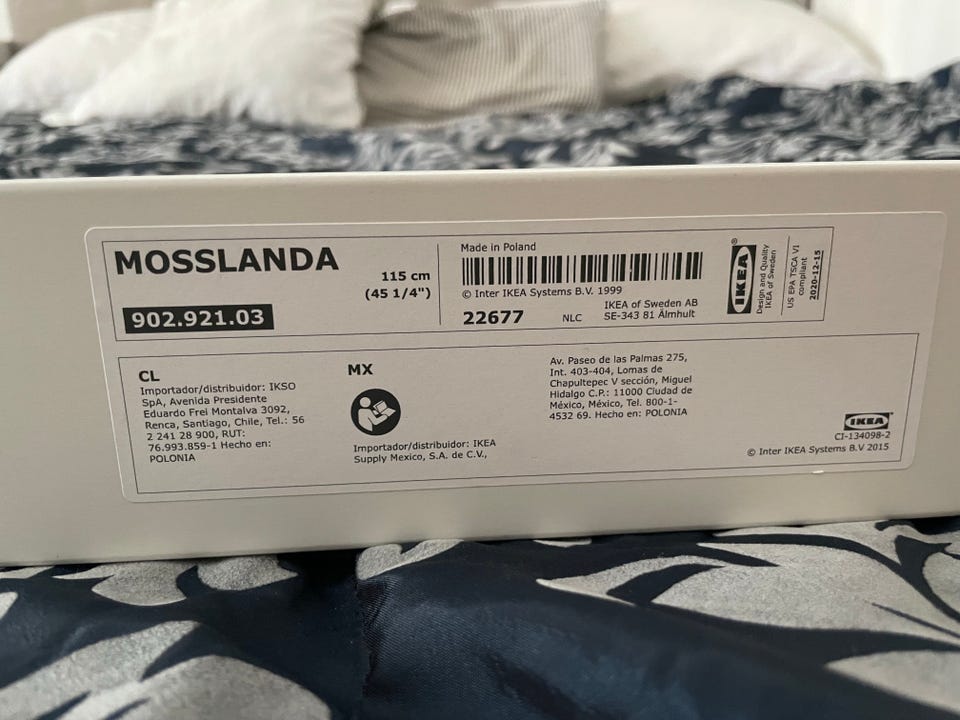 MOSSLANDA
115 cm
(45 1/4")
902.921.03
Made in Poland
© Inter IKEA Systems B.V. 1999
22677
NLC
IKEA of Sweden AB
SE-343 81 Älmhult
IKEA®
Design and Quality
IKEA of Sweden
US EPA TSCA VI
compliant
2020-12-15
CL
Importador/distribuidor: IKSO
SpA, Avenida Presidente
Eduardo Frei Montalva 3092,
Renca, Santiago, Chile, Tel.: 56
2 241 28 900, RUT:
76.993.859-1 Hecho en:
POLONIA
MX
Importador/distribuidor: IKEA
Supply Mexico, S.A. de C.V.,
Av. Paseo de las Palmas 275,
Int. 403-404, Lomas de
Chapultepec V sección, Miguel
Hidalgo C.P.: 11000 Ciudad de
México, México, Tel. 800-1-
4532 69. Hecho en: POLONIA
IKEA
CI-134098-2
© Inter IKEA Systems B.V 2015